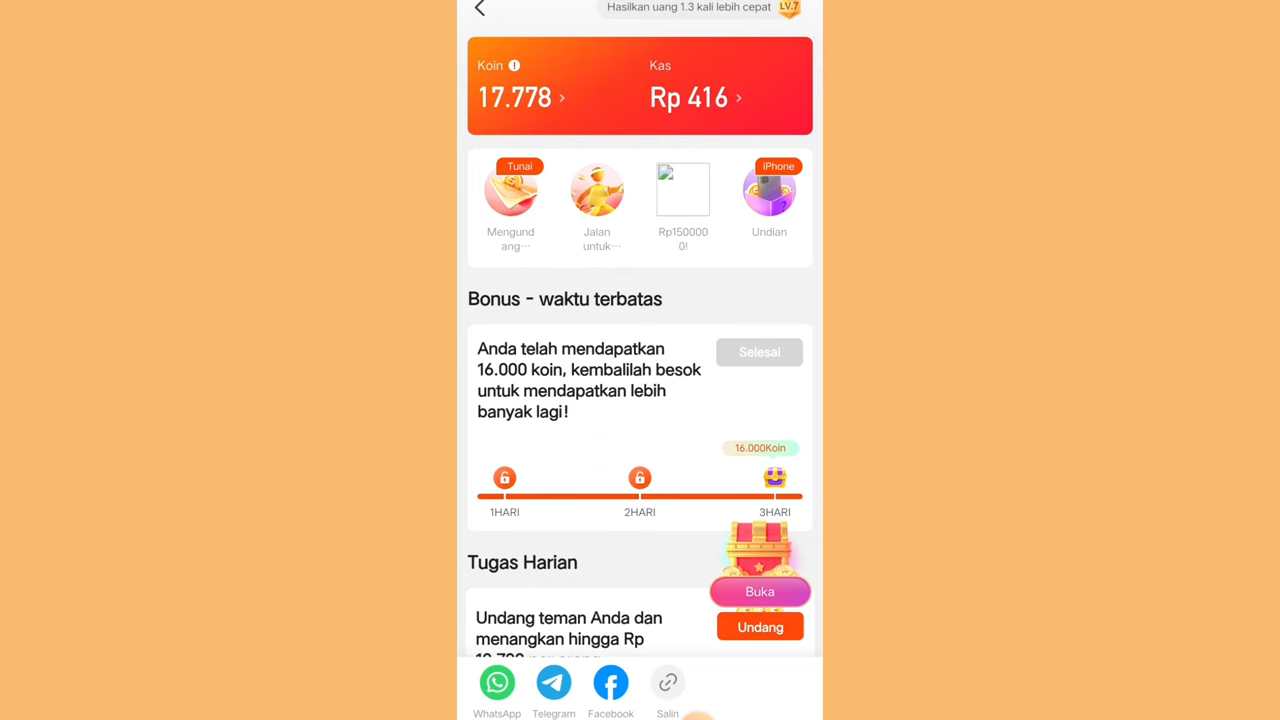 Hasilkan uang 1.3 kali lebih cepat LV.7
Koin
Kas
17.778
Rp 416
Tunai
iPhone
Mengund
ang…
Jalan
untuk…
Rp150000
0!
Undian
Bonus - waktu terbatas
Anda telah mendapatkan
16.000 koin, kembalilah besok
untuk mendapatkan lebih
banyak lagi!
Selesai
16.000Koin
1HARI
2HARI
3HARI
Tugas Harian
Buka
Undang teman Anda dan
menangkan hingga Rp
Undang
WhatsApp
Telegram
Facebook
Salin